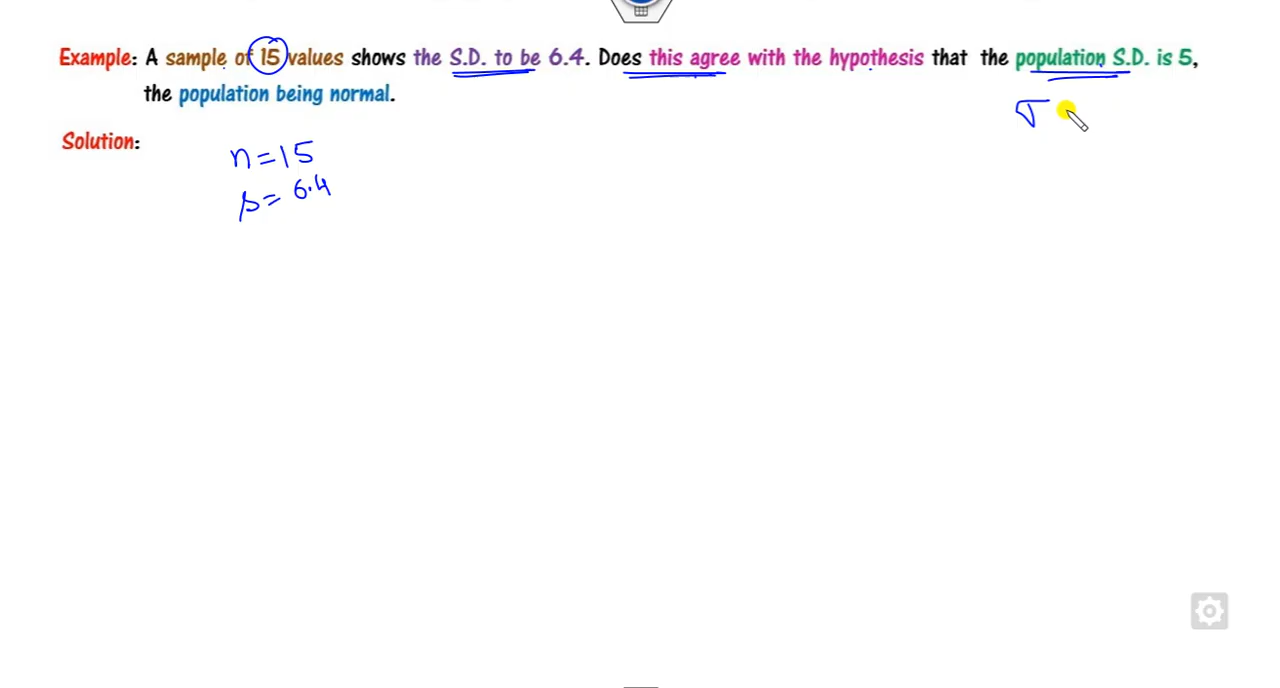 Example: A sample of 15 values shows the S.D. to be 6.4. Does this agree with the hypothesis that the population S.D. is 5,
the population being normal.
σ
Solution:
n=15
s= 6.4